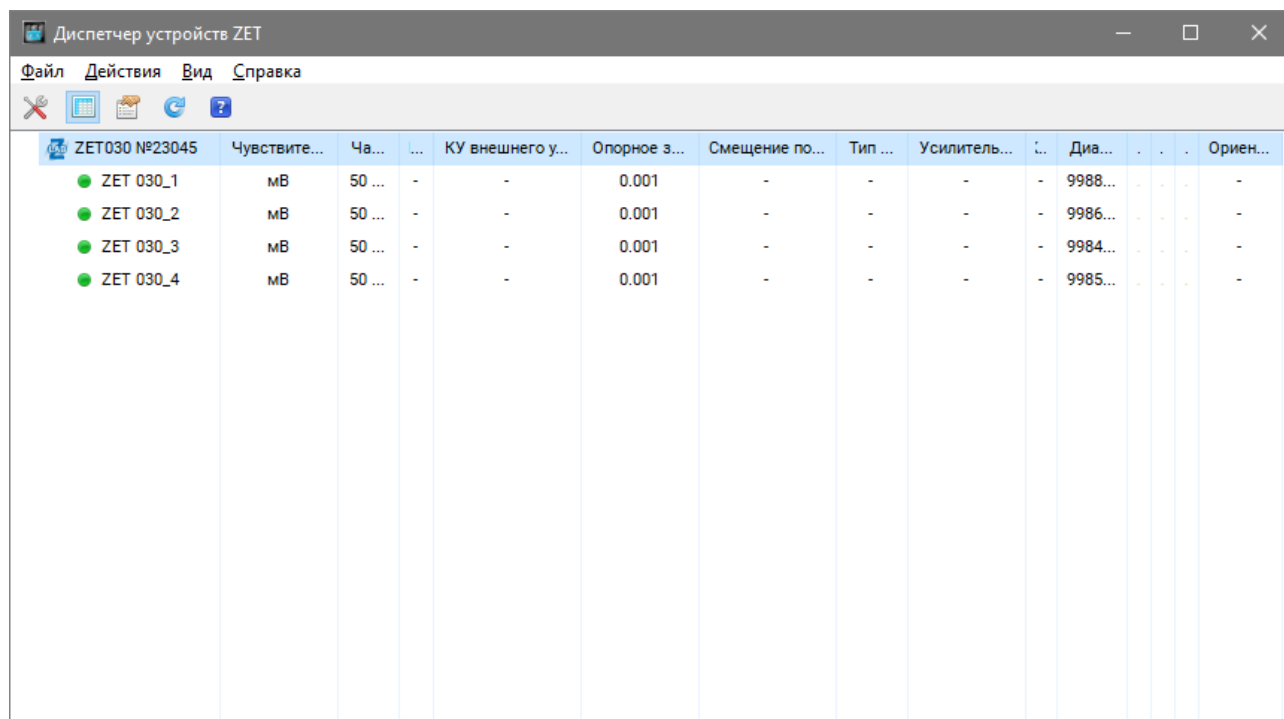 Диспетчер устройств ZET
Файл Действия Вид Справка
ZET030 №23045 Чувствите... Ча... ... КУ внешнего у... Опорное з... Смещение по... Тип ... Усилитель... ... Диа... . . . Ориен...
ZET 030_1 мВ 50 ... - - 0.001 - - - - 9988... . . . -
ZET 030_2 мВ 50 ... - - 0.001 - - - - 9986... . . . -
ZET 030_3 мВ 50 ... - - 0.001 - - - - 9984... . . . -
ZET 030_4 мВ 50 ... - - 0.001 - - - - 9985... . . . -